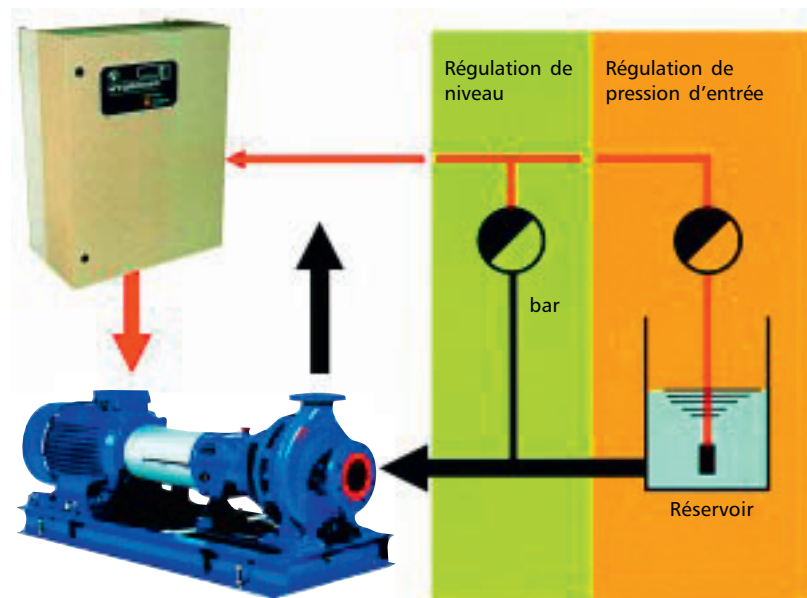 Régulation de
niveau
Régulation de
pression d'entrée
bar
Réservoir